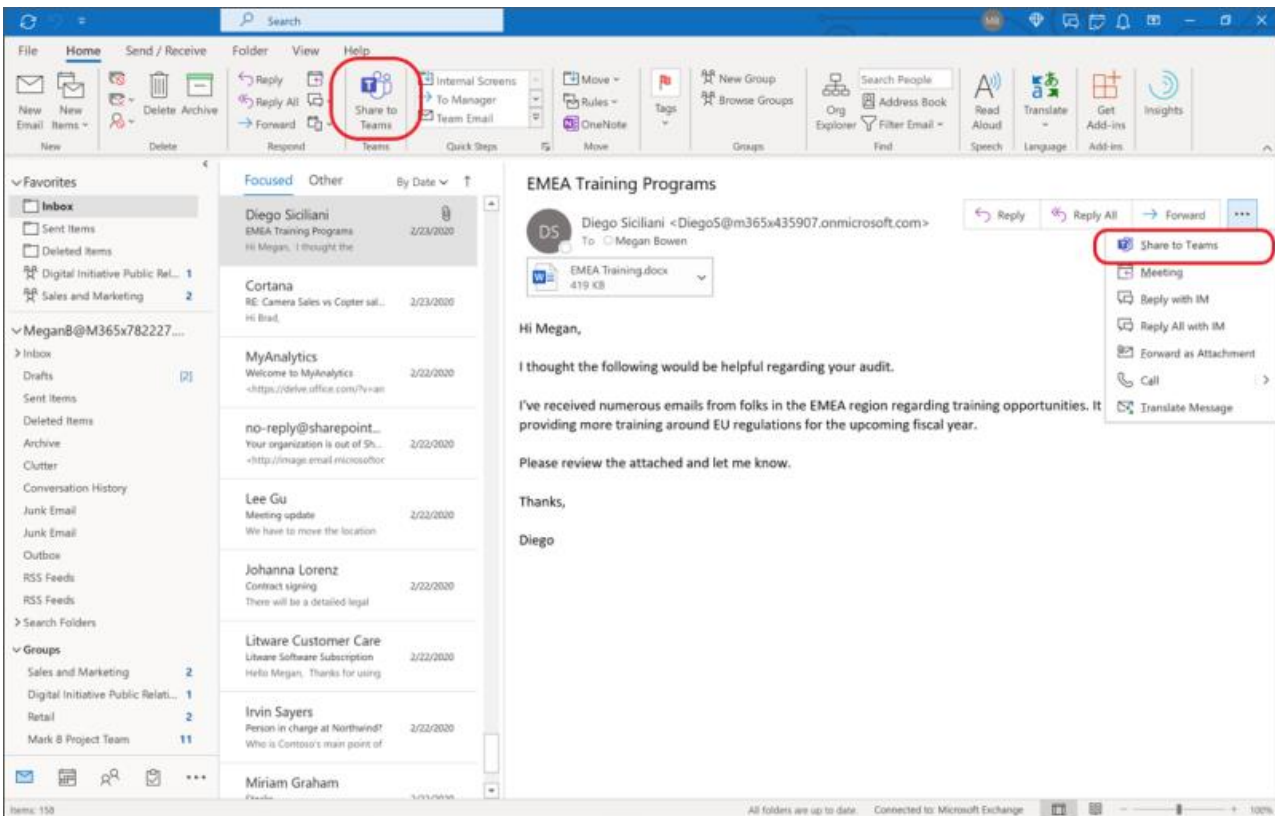 Search
MB
File Home Send / Receive Folder View Help
New Email
New Items
Delete Archive
Reply
Reply All
Forward
Share to Teams
Internal Screens
To Manager
Team Email
Move
Rules
OneNote
Tags
New Group
Browse Groups
Org Explorer
Search People
Address Book
Filter Email
Read Aloud
Translate
Get Add-ins
Insights
New Delete Respond Teams Quick Steps Move Groups Find Speech Language Add-ins
Favorites
Inbox
Sent Items
Deleted Items
Digital Initiative Public Rel... 1
Sales and Marketing 2
MeganB@M365x782227....
Inbox
Drafts [2]
Sent Items
Deleted Items
Archive
Clutter
Conversation History
Junk Email
Junk Email
Outbox
RSS Feeds
RSS Feeds
Search Folders
Groups
Sales and Marketing 2
Digital Initiative Public Relati... 1
Retail 2
Mark 8 Project Team 11
Items: 158
Focused Other By Date
Diego Siciliani
EMEA Training Programs 2/23/2020
Hi Megan, I thought the
Cortana
RE: Camera Sales vs Copter sal... 2/23/2020
Hi Brad,
MyAnalytics
Welcome to MyAnalytics 2/22/2020
<https://delve.office.com/?v=an
no-reply@sharepoint...
Your organization is out of Sh... 2/22/2020
<http://image.email.microsoftor
Lee Gu
Meeting update 2/22/2020
We have to move the location
Johanna Lorenz
Contract signing 2/22/2020
There will be a detailed legal
Litware Customer Care
Litware Software Subscription 2/22/2020
Hello Megan, Thanks for using
Irvin Sayers
Person in charge at Northwind? 2/22/2020
Who is Contoso's main point of
Miriam Graham
EMEA Training Programs
DS
Diego Siciliani <DiegoS@m365x435907.onmicrosoft.com>
To Megan Bowen
EMEA Training.docx
419 KB
Reply Reply All Forward
Share to Teams
Meeting
Reply with IM
Reply All with IM
Forward as Attachment
Call
Translate Message
Hi Megan,
I thought the following would be helpful regarding your audit.
I've received numerous emails from folks in the EMEA region regarding training opportunities. It
providing more training around EU regulations for the upcoming fiscal year.
Please review the attached and let me know.
Thanks,
Diego
All folders are up to date. Connected to: Microsoft Exchange 100%